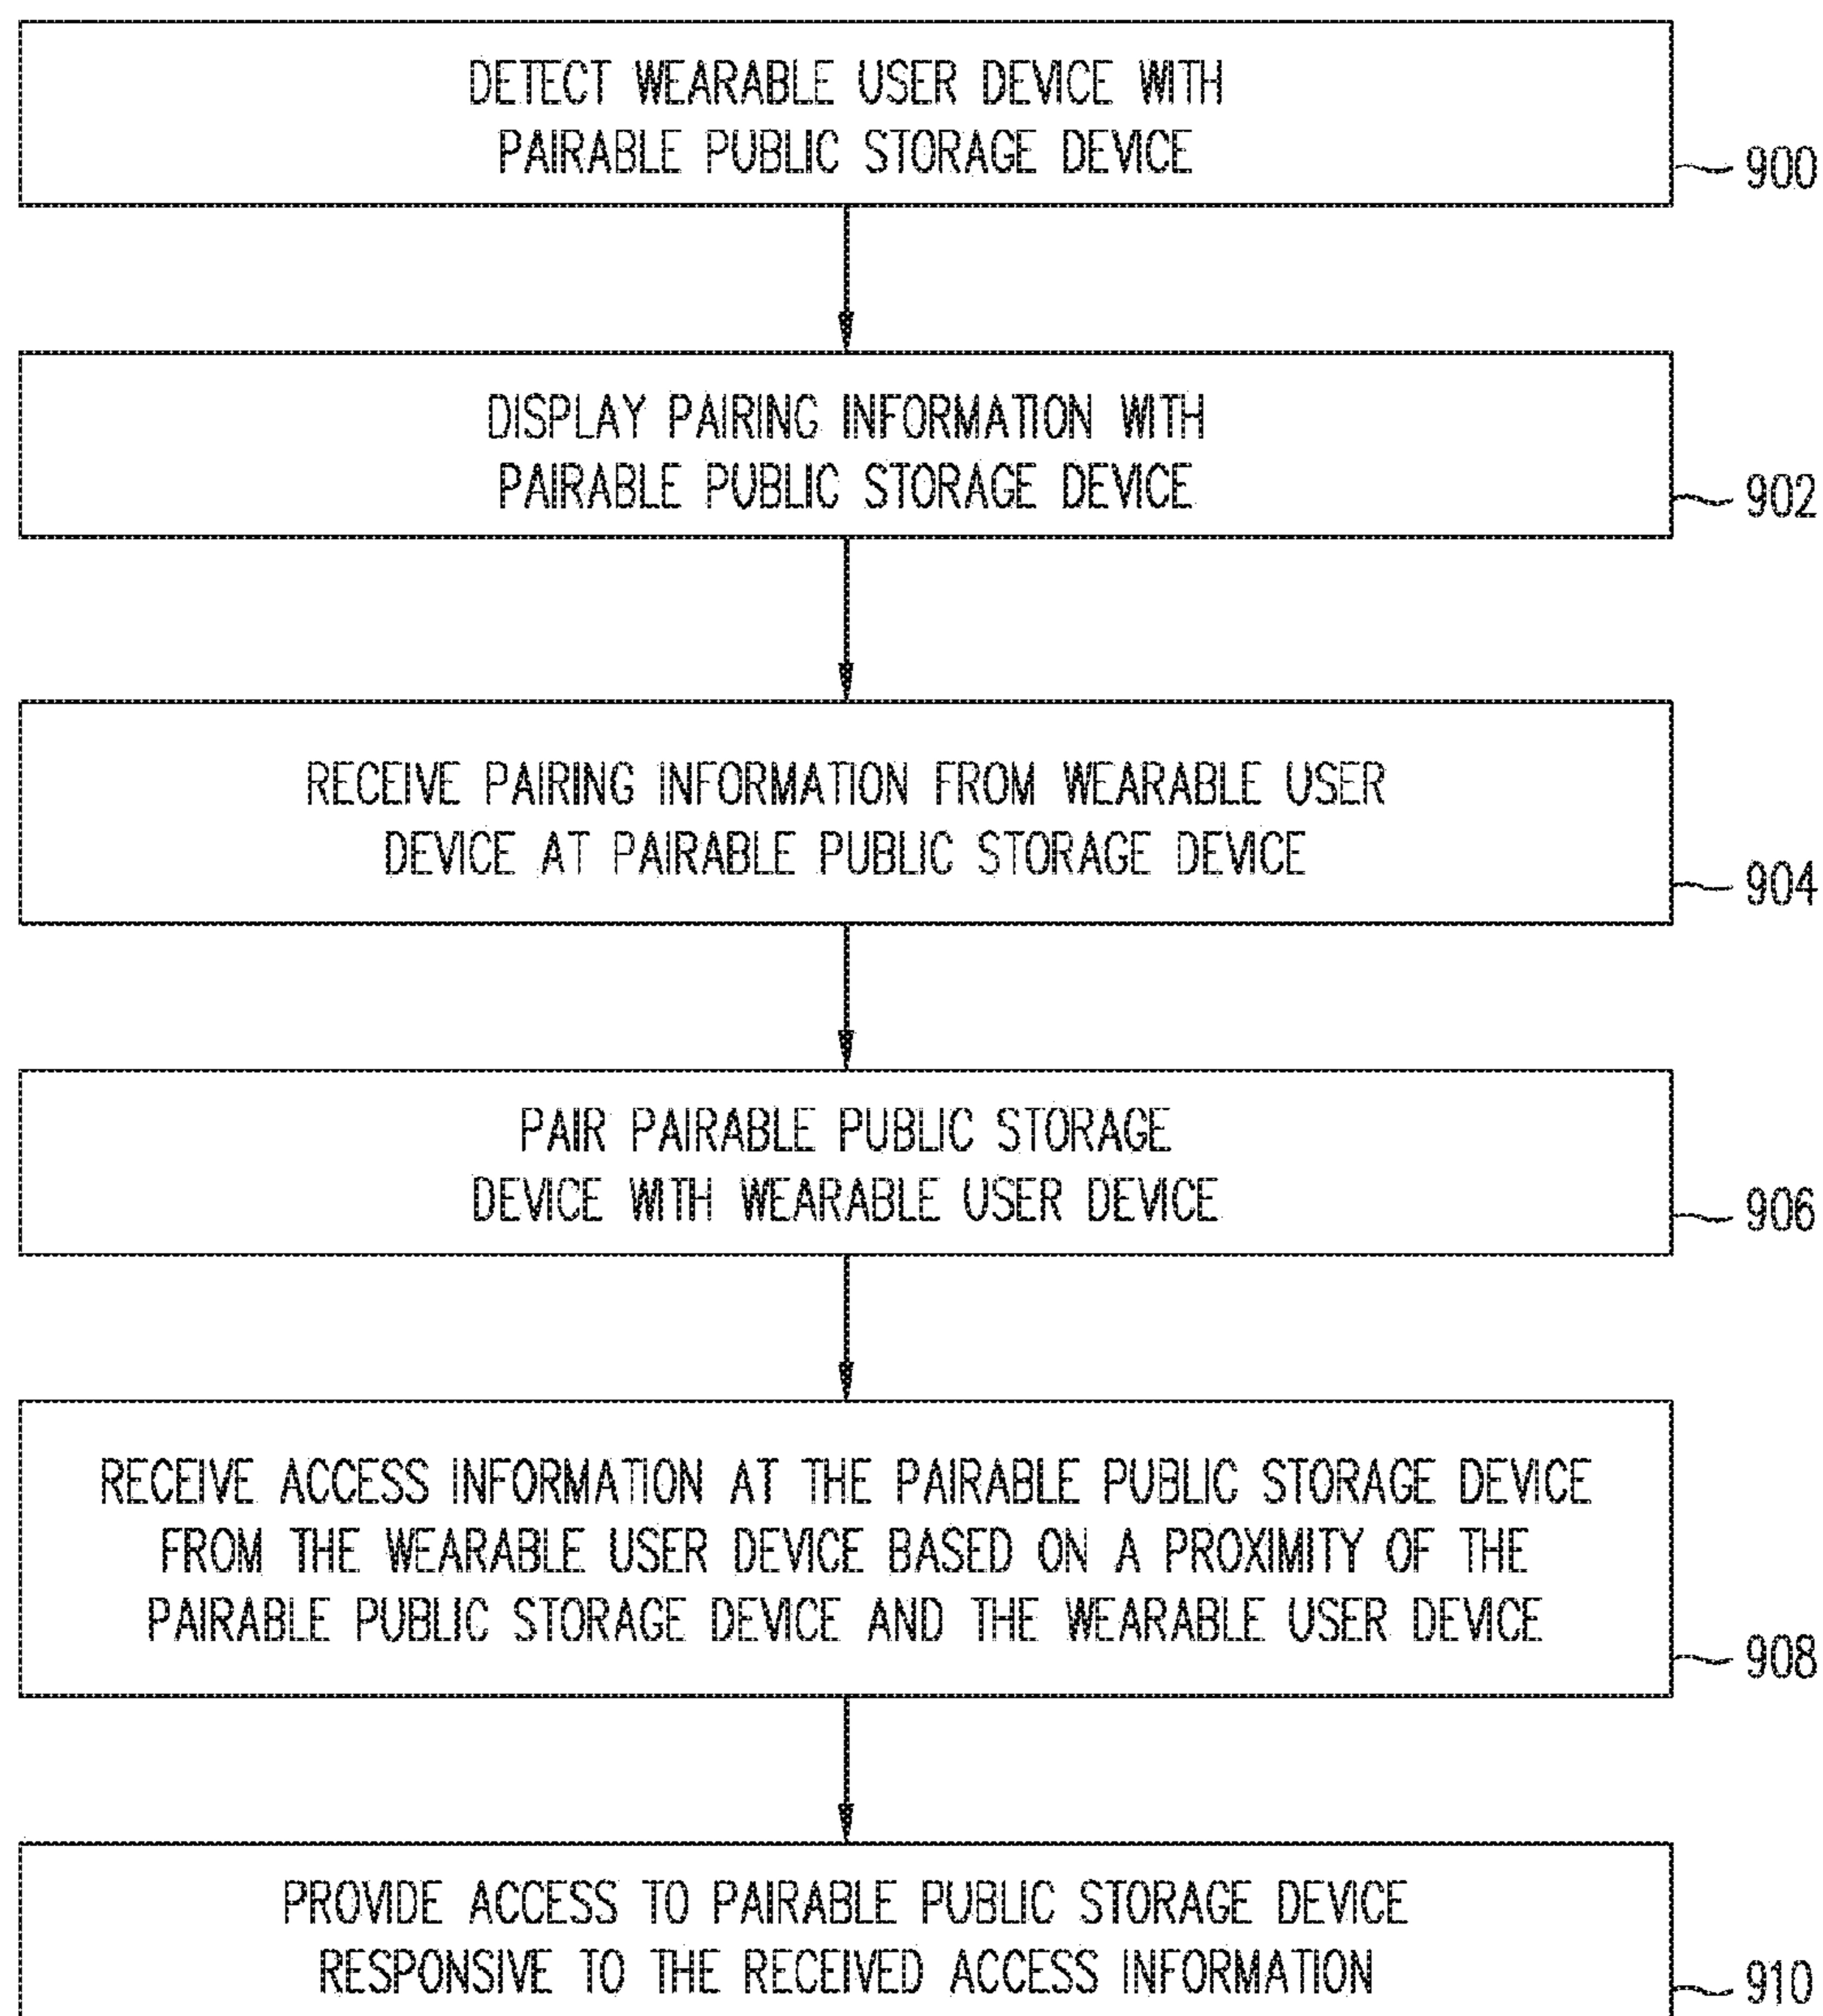 DETECT WEARABLE USER DEVICE WITH
PAIRABLE PUBLIC STORAGE DEVICE
900
DISPLAY PAIRING INFORMATION WITH
PAIRABLE PUBLIC STORAGE DEVICE
902
RECEIVE PAIRING INFORMATION FROM WEARABLE USER
DEVICE AT PAIRABLE PUBLIC STORAGE DEVICE
904
PAIR PAIRABLE PUBLIC STORAGE
DEVICE WITH WEARABLE USER DEVICE
906
RECEIVE ACCESS INFORMATION AT THE PAIRABLE PUBLIC STORAGE DEVICE
FROM THE WEARABLE USER DEVICE BASED ON A PROXIMITY OF THE
PAIRABLE PUBLIC STORAGE DEVICE AND THE WEARABLE USER DEVICE
908
PROVIDE ACCESS TO PAIRABLE PUBLIC STORAGE DEVICE
RESPONSIVE TO THE RECEIVED ACCESS INFORMATION
910